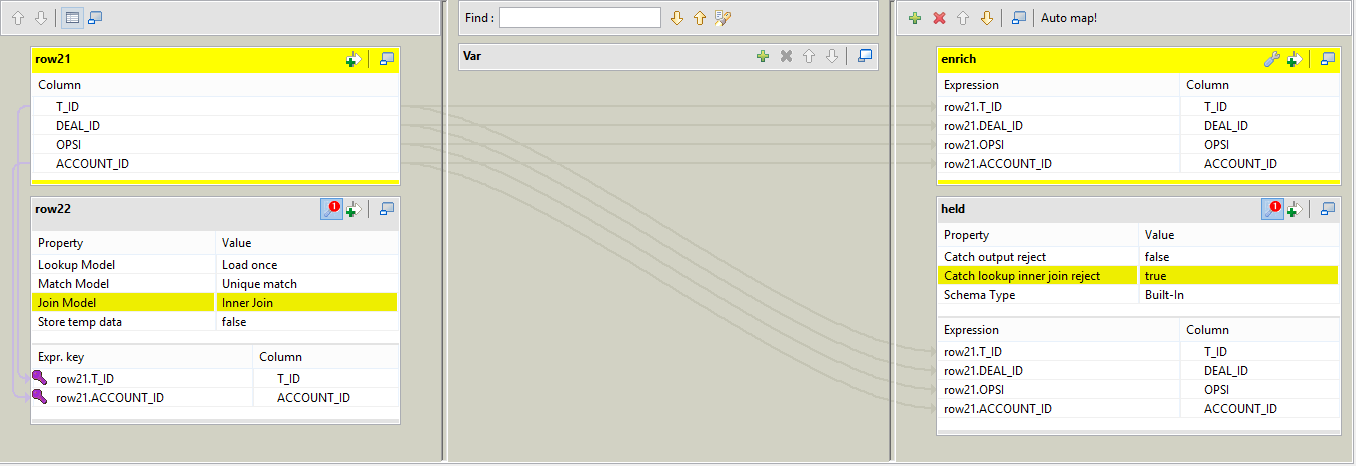 Find :
Auto map!
row21
Column
T_ID
DEAL_ID
OPSI
ACCOUNT_ID
row22
Property Value
Lookup Model Load once
Match Model Unique match
Join Model Inner Join
Store temp data false
Expr. key Column
row21.T_ID T_ID
row21.ACCOUNT_ID ACCOUNT_ID
Var
enrich
Expression Column
row21.T_ID T_ID
row21.DEAL_ID DEAL_ID
row21.OPSI OPSI
row21.ACCOUNT_ID ACCOUNT_ID
held
Property Value
Catch output reject false
Catch lookup inner join reject true
Schema Type Built-In
Expression Column
row21.T_ID T_ID
row21.DEAL_ID DEAL_ID
row21.OPSI OPSI
row21.ACCOUNT_ID ACCOUNT_ID